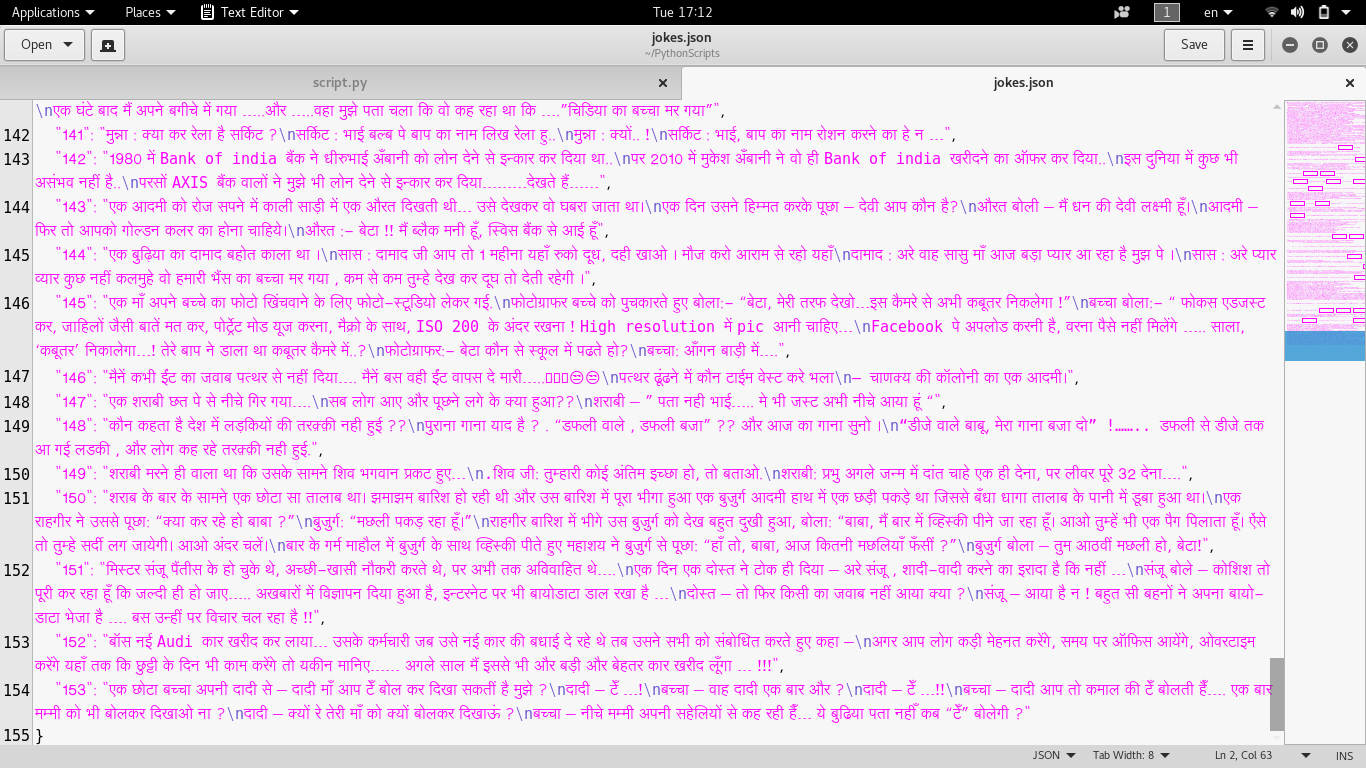 Applications Places Text Editor Tue 17:12 1 en
Open jokes.json Save
~/PythonScripts
script.py jokes.json
\nएक घंटे बाद मैं अपने बगीचे में गया .....और .....वहा मुझे पता चला कि वो कह रहा था कि ....”चिडिया का बच्चा मर गया”",
142 "141": "मुन्ना : क्या कर रेला है सर्किट ?\nसर्किट : भाई बल्ब पे बाप का नाम लिख रेला हु..\nमुन्ना : क्यों.. !\nसर्किट : भाई, बाप का नाम रोशन करने का हे न ...",
143 "142": "1980 में Bank of india बैंक ने धीरुभाई अँबानी को लोन देने से इन्कार कर दिया था..\nपर 2010 में मुकेश अँबानी ने वो ही Bank of india खरीदने का ऑफर कर दिया..\nइस दुनिया में कुछ भी
असंभव नहीं है..\nपरसों AXIS बैंक वालों ने मुझे भी लोन देने से इन्कार कर दिया.........देखते हैं......",
144 "143": "एक आदमी को रोज सपने में काली साड़ी में एक औरत दिखती थी... उसे देखकर वो घबरा जाता था।\nएक दिन उसने हिम्मत करके पूछा – देवी आप कौन है?\nऔरत बोली – मैं धन की देवी लक्ष्मी हूँ।\nआदमी –
फिर तो आपको गोल्डन कलर का होना चाहिये।\nऔरत :- बेटा !! मैं ब्लैक मनी हूँ, स्विस बैंक से आई हूँ",
145 "144": "एक बुढिया का दामाद बहोत काला था ।\nसास : दामाद जी आप तो 1 महीना यहाँ रुको दूध, दही खाओ । मौज करो आराम से रहो यहाँ\nदामाद : अरे वाह सासु माँ आज बड़ा प्यार आ रहा है मुझ पे ।\nसास : अरे प्यार
व्यार कुछ नहीं कलमुहे वो हमारी भैंस का बच्चा मर गया , कम से कम तुम्हे देख कर दूघ तो देती रहेगी ।",
146 "145": "एक माँ अपने बच्चे का फोटो खिंचवाने के लिए फोटो-स्टूडियो लेकर गई.\nफोटोग्राफर बच्चे को पुचकारते हुए बोला:- “बेटा, मेरी तरफ देखो...इस कैमरे से अभी कबूतर निकलेगा !”\nबच्चा बोला:- “ फोकस एडजस्ट
कर, जाहिलों जैसी बातें मत कर, पोर्ट्रेट मोड यूज करना, मैक्रो के साथ, ISO 200 के अंदर रखना ! High resolution में pic आनी चाहिए...\nFacebook पे अपलोड करनी है, वरना पैसे नहीं मिलेंगे ..... साला,
‘कबूतर’ निकालेगा...! तेरे बाप ने डाला था कबूतर कैमरे में..?\nफोटोग्राफर:- बेटा कौन से स्कूल में पढते हो?\nबच्चा: आँगन बाड़ी में....",
147 "146": "मैनें कभी ईंट का जवाब पत्थर से नहीं दिया.... मैनें बस वही ईंट वापस दे मारी.....😒😒\nपत्थर ढूंढने में कौन टाईम वेस्ट करे भला\n– चाणक्य की कॉलोनी का एक आदमी।",
148 "147": "एक शराबी छत पे से नीचे गिर गया....\nसब लोग आए और पूछने लगे के क्या हुआ??\nशराबी – ” पता नही भाई..... मे भी जस्ट अभी नीचे आया हूं “",
149 "148": "कौन कहता है देश में लड़कियों की तरक़्क़ी नही हुई ??\nपुराना गाना याद है ? . “डफली वाले , डफली बजा” ?? और आज का गाना सुनो ।\n“डीजे वाले बाबू, मेरा गाना बजा दो” !…….. डफली से डीजे तक
आ गई लडकी , और लोग कह रहे तरक़्क़ी नही हुई.",
150 "149": "शराबी मरने ही वाला था कि उसके सामने शिव भगवान प्रकट हुए...\n.शिव जी: तुम्हारी कोई अंतिम इच्छा हो, तो बताओ.\nशराबी: प्रभु अगले जन्म में दांत चाहे एक ही देना, पर लीवर पूरे 32 देना....",
151 "150": "शराब के बार के सामने एक छोटा सा तालाब था। झमाझम बारिश हो रही थी और उस बारिश में पूरा भीगा हुआ एक बुजुर्ग आदमी हाथ में एक छड़ी पकड़े था जिससे बँधा धागा तालाब के पानी में डूबा हुआ था।\nएक
राहगीर ने उससे पूछा: “क्या कर रहे हो बाबा ?”\nबुजुर्ग: “मछली पकड़ रहा हूँ।”\nराहगीर बारिश में भीगे उस बुजुर्ग को देख बहुत दुखी हुआ, बोला: “बाबा, मैं बार में व्हिस्की पीने जा रहा हूँ। आओ तुम्हें भी एक पैग पिलाता हूँ। ऐंसे
तो तुम्हे सर्दी लग जायेगी। आओ अंदर चलें।\nबार के गर्म माहौल में बुजुर्ग के साथ व्हिस्की पीते हुए महाशय ने बुजुर्ग से पूछा: “हाँ तो, बाबा, आज कितनी मछलियाँ फँसीं ?”\nबुजुर्ग बोला – तुम आठवीं मछली हो, बेटा!",
152 "151": "मिस्टर संजू पैंतीस के हो चुके थे, अच्छी-खासी नौकरी करते थे, पर अभी तक अविवाहित थे....\nएक दिन एक दोस्त ने टोक ही दिया – अरे संजू , शादी-वादी करने का इरादा है कि नहीं ...\nसंजू बोले – कोशिश तो
पूरी कर रहा हूँ कि जल्दी ही हो जाए..... अखबारों में विज्ञापन दिया हुआ है, इन्टरनेट पर भी बायोडाटा डाल रखा है ...\nदोस्त – तो फिर किसी का जवाब नहीं आया क्या ?\nसंजू – आया है न ! बहुत सी बहनों ने अपना बायो-
डाटा भेजा है .... बस उन्हीं पर विचार चल रहा है !!",
153 "152": "बॉस नई Audi कार खरीद कर लाया... उसके कर्मचारी जब उसे नई कार की बधाई दे रहे थे तब उसने सभी को संबोधित करते हुए कहा –\nअगर आप लोग कड़ी मेहनत करेंगे, समय पर ऑफिस आयेंगे, ओवरटाइम
करेंगे यहाँ तक कि छुट्टी के दिन भी काम करेंगे तो यकीन मानिए...... अगले साल मैं इससे भी और बड़ी और बेहतर कार खरीद लूँगा ... !!!",
154 "153": "एक छोटा बच्चा अपनी दादी से – दादी माँ आप टेँ बोल कर दिखा सकतीं है मुझे ?\nदादी – टेँ ...!\nबच्चा – वाह दादी एक बार और ?\nदादी – टेँ ...!!\nबच्चा – दादी आप तो कमाल की टेँ बोलती हैँ.... एक बार
मम्मी को भी बोलकर दिखाओ ना ?\nदादी – क्यों रे तेरी माँ को क्यों बोलकर दिखाऊं ?\nबच्चा – नीचे मम्मी अपनी सहेलियों से कह रही हैँ... ये बुढिया पता नहीँ कब “टेँ” बोलेगी ?"
155 }
JSON Tab Width: 8 Ln 2, Col 63 INS